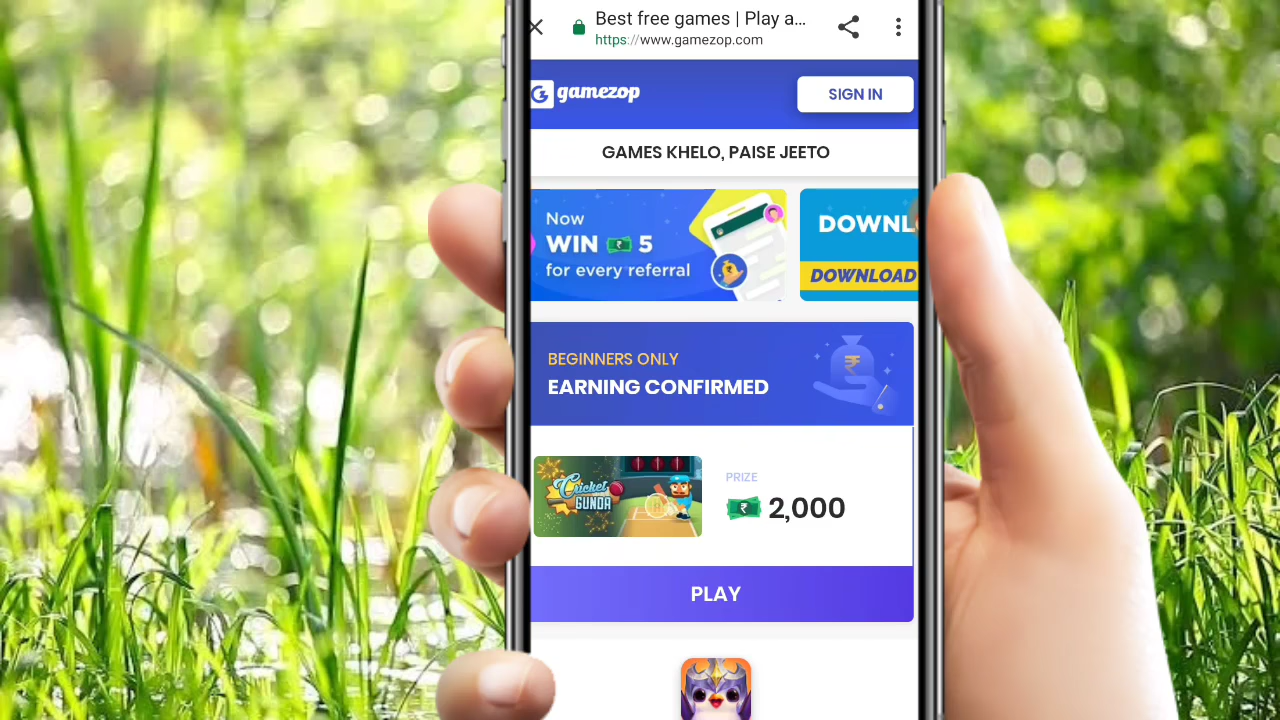 Best free games | Play a...
https://www.gamezop.com
gamezop
SIGN IN
GAMES KHELO, PAISE JEETO
Now
WIN ₹ 5
for every referral
DOWNL
DOWNLOAD
BEGINNERS ONLY
EARNING CONFIRMED
₹
Cricket
GUNDA
PRIZE
₹ 2,000
PLAY